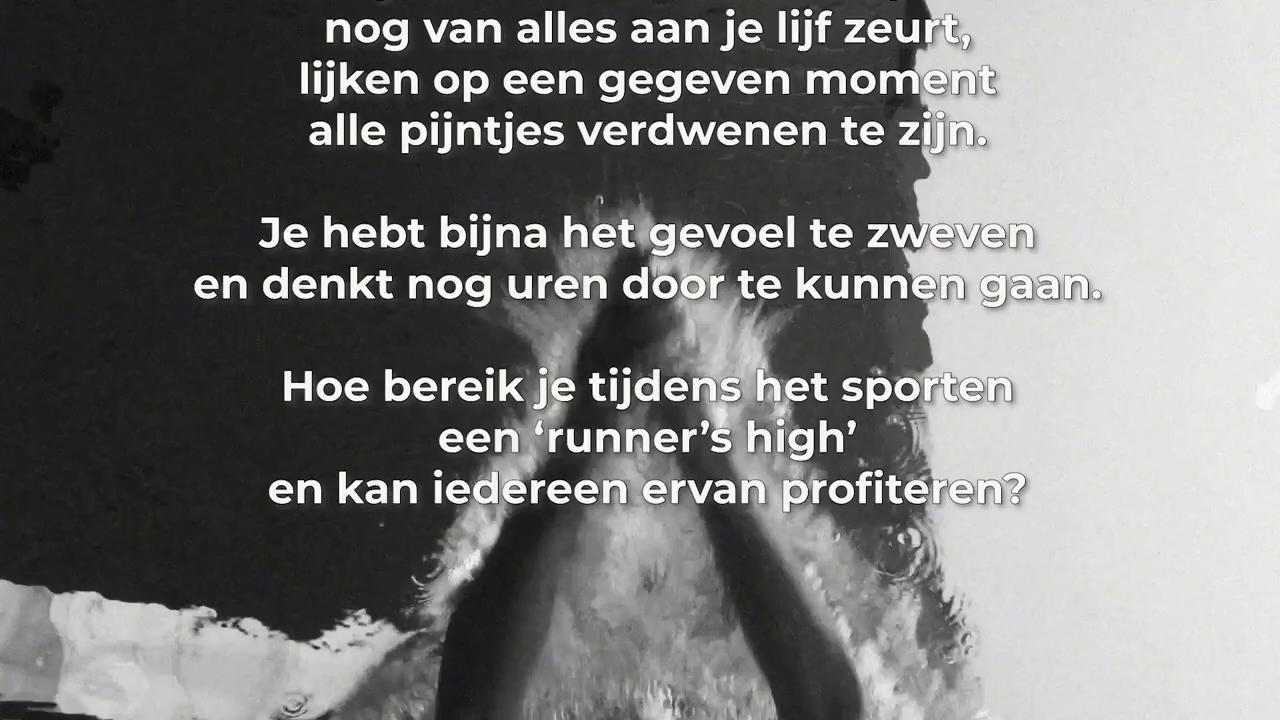 nog van alles aan je lijf zeurt,
lijken op een gegeven moment
alle pijntjes verdwenen te zijn.
Je hebt bijna het gevoel te zweven
en denkt nog uren door te kunnen gaan.
Hoe bereik je tijdens het sporten
een ‘runner’s high’
en kan iedereen ervan profiteren?